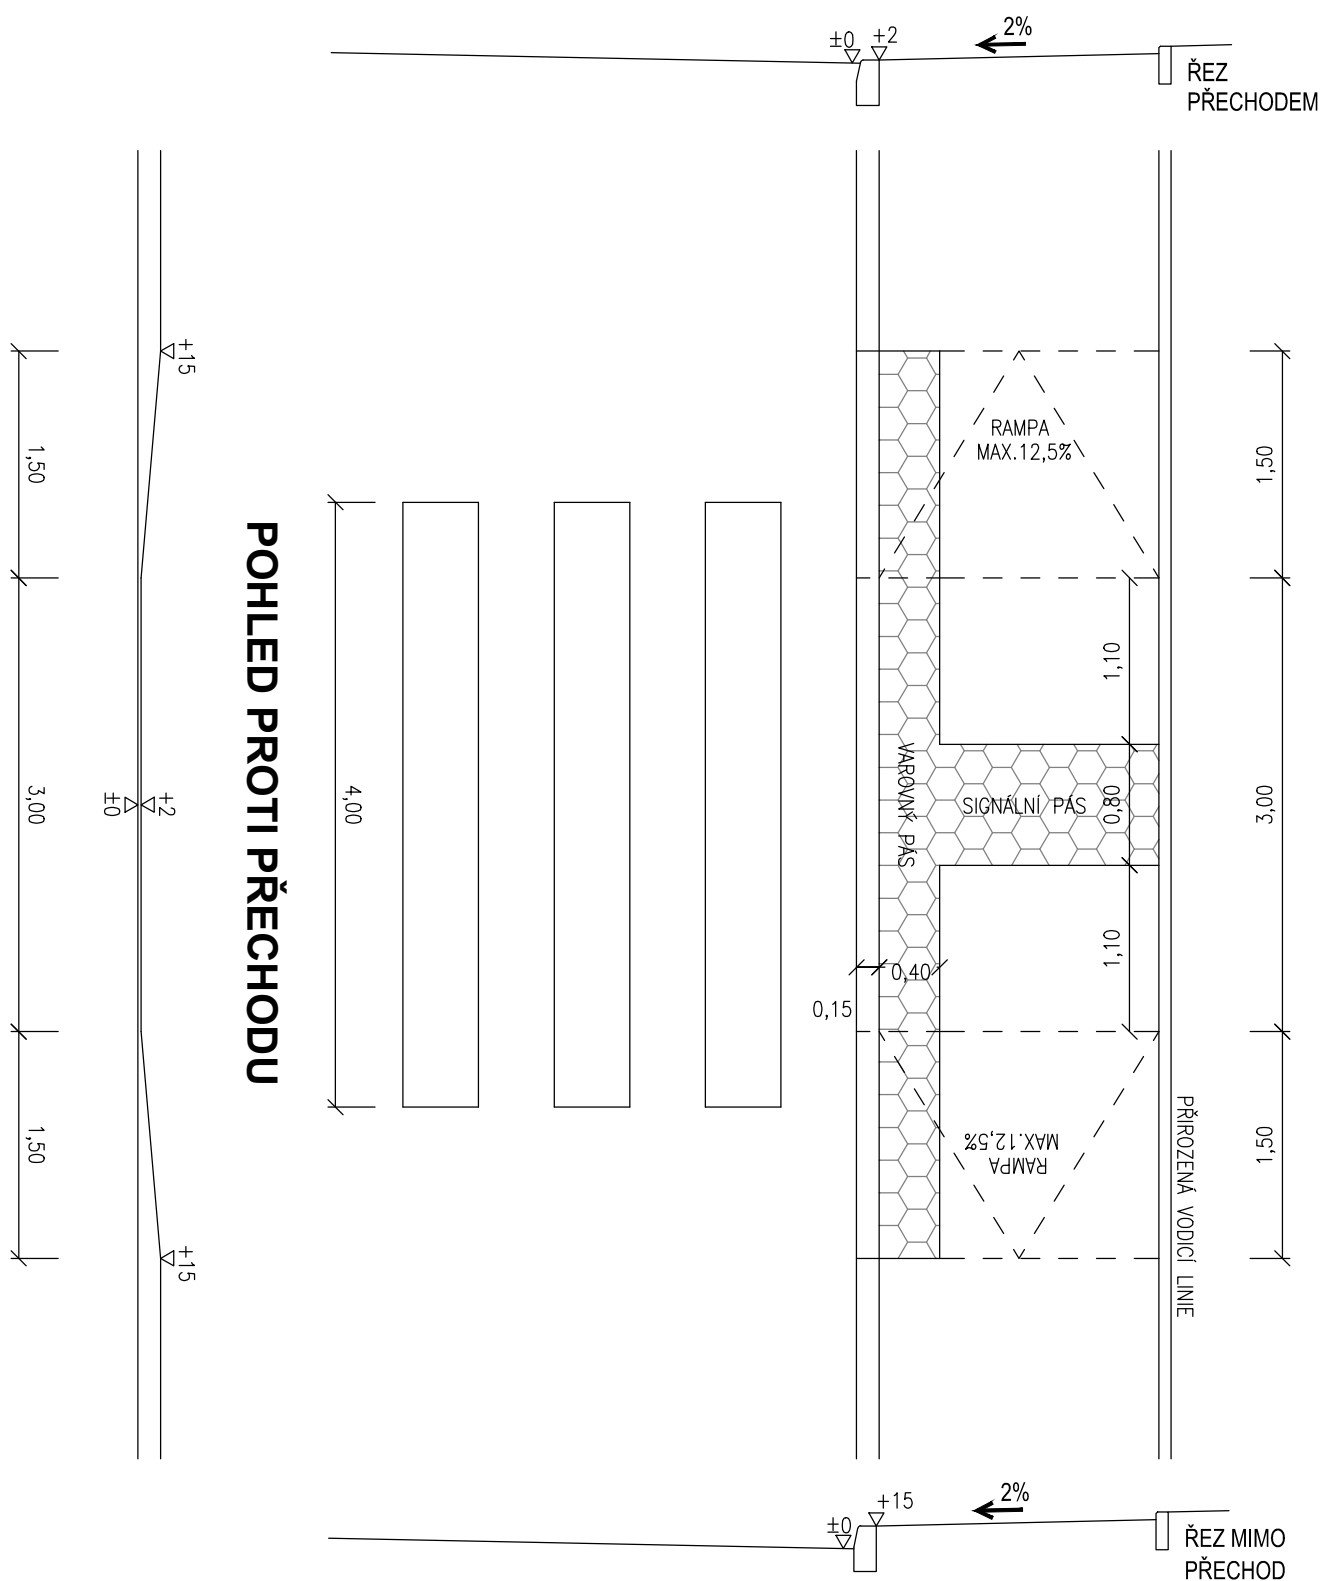 ±0
+2
2%
ŘEZ
PŘECHODEM
+15
1,50
3,00
±0
+2
1,50
+15
POHLED PROTI PŘECHODU
4,00
RAMPA
MAX.12,5%
VAROVNÝ PÁS
SIGNÁLNÍ PÁS
1,10
0,80
1,10
0,40
0,15
RAMPA
MAX.12,5%
1,50
3,00
1,50
PŘIROZENÁ VODICÍ LINIE
±0
+15
2%
ŘEZ MIMO
PŘECHOD